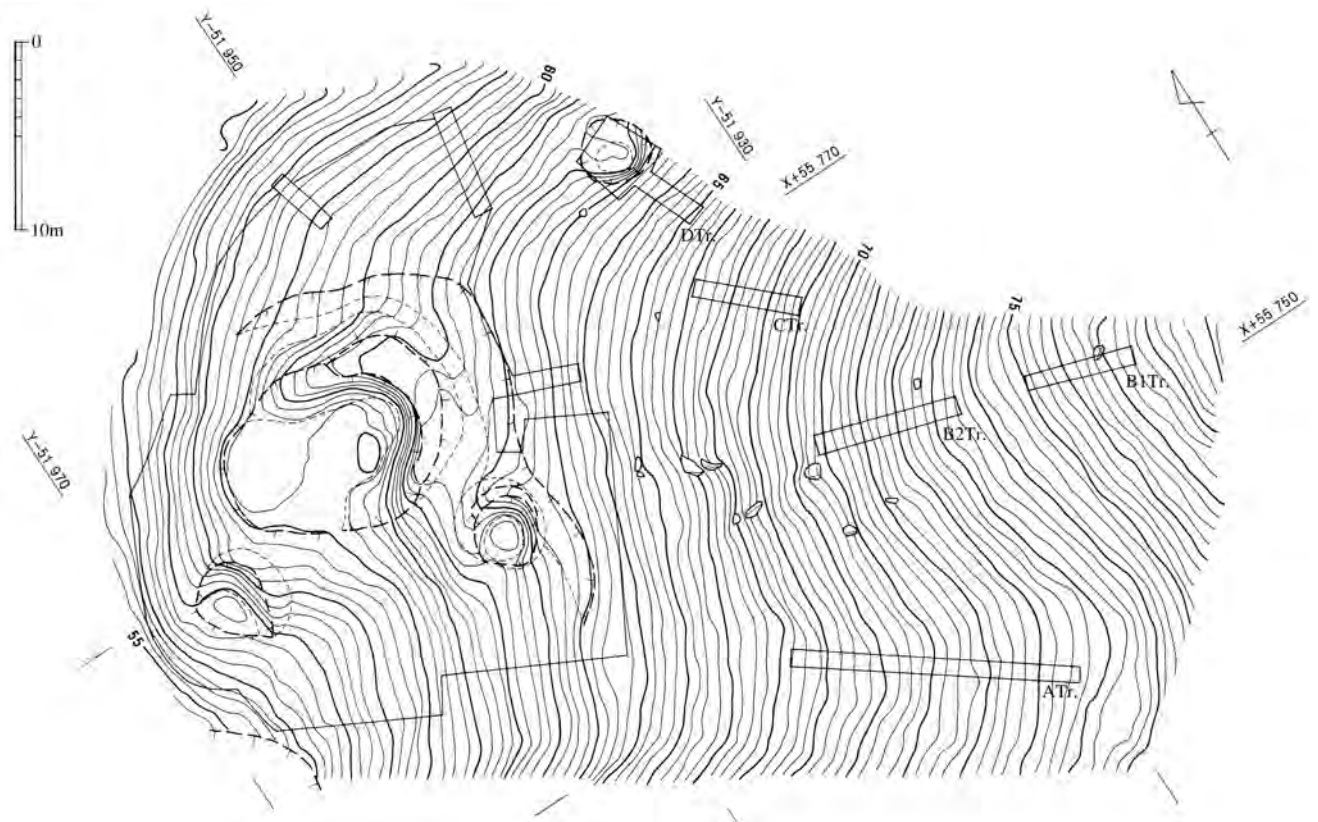 0
10m
Y-51 950
60
Y-51 930
X+55 770
65
DTr.
70
CTr.
75
X+55 750
B1Tr.
B2Tr.
Y-51 970
55
ATr.